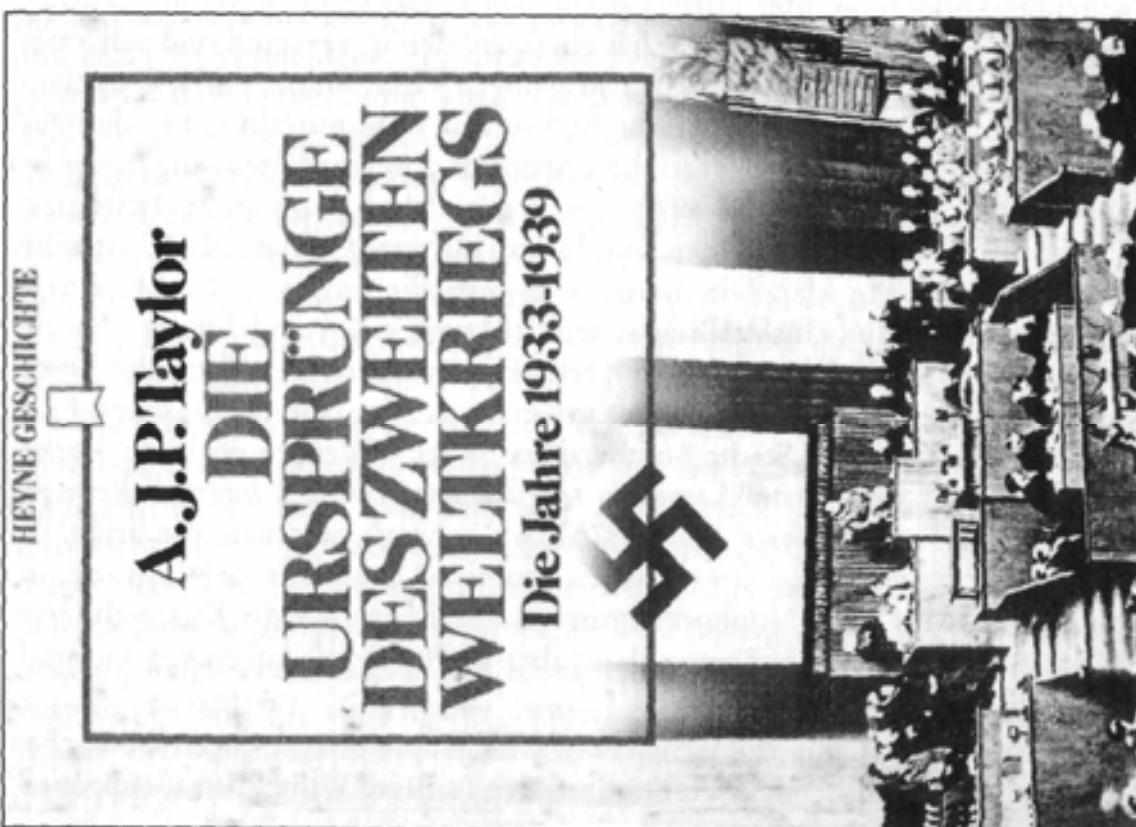 HEYNE GESCHICHTE
A.J.P.Taylor
DIE
URSPRÜNGE
DES ZWEITEN
WELTKRIEGS
Die Jahre 1933-1939